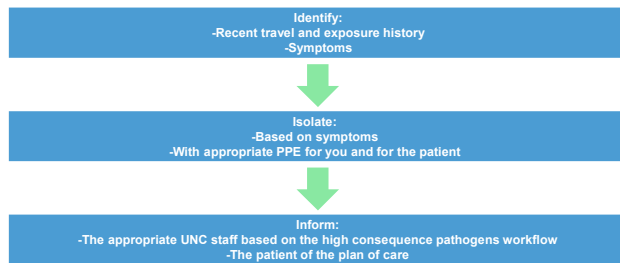 Identify:
-Recent travel and exposure history
-Symptoms
Isolate:
-Based on symptoms
-With appropriate PPE for you and for the patient
Inform:
-The appropriate UNC staff based on the high consequence pathogens workflow
-The patient of the plan of care